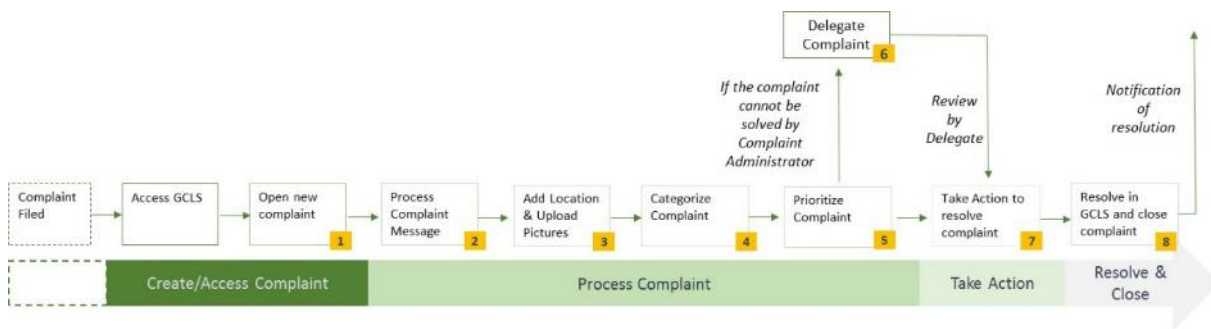 Delegate
Complaint
6
If the complaint
cannot be
solved by
Complaint
Administrator
Review
by
Delegate
Notification
of
resolution
Complaint
Filed
Access GCLS
Open new
complaint
1
Process
Complaint
Message
2
Add Location
& Upload
Pictures
3
Categorize
Complaint
4
Prioritize
Complaint
5
Take Action to
resolve
complaint
7
Resolve in
GCLS and close
complaint
8
Create/Access Complaint
Process Complaint
Take Action
Resolve &
Close